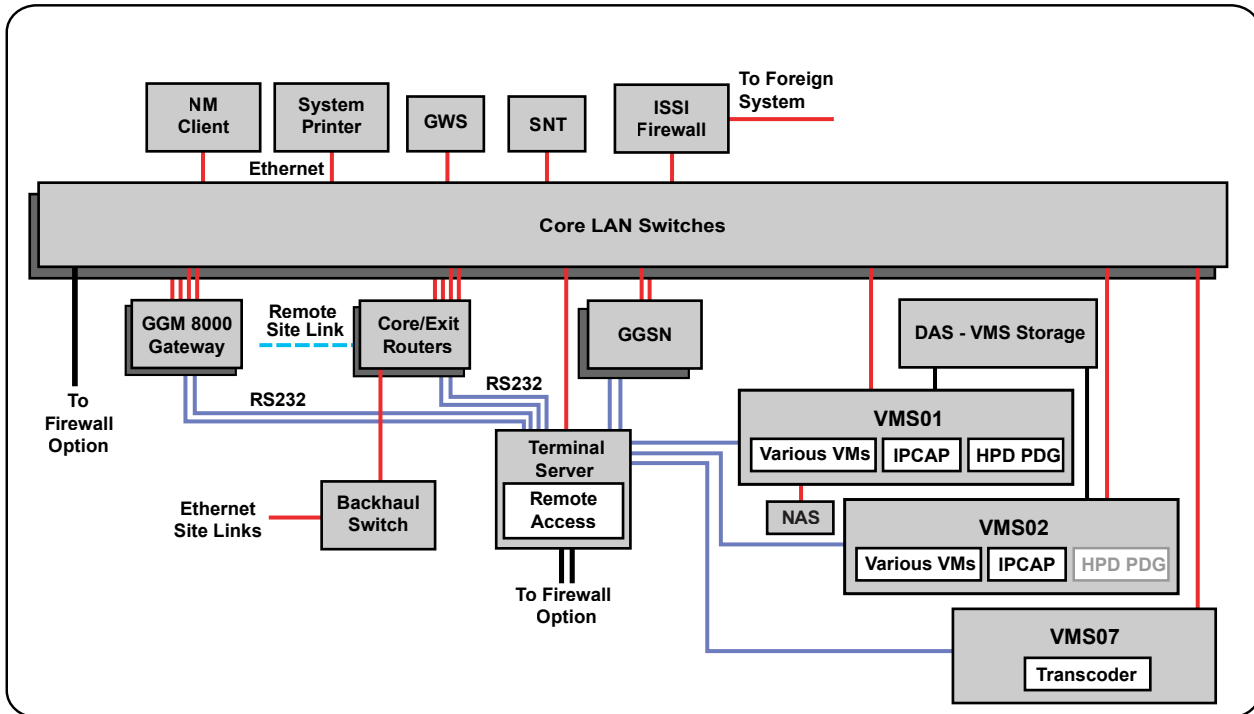 NM
Client
System
Printer
GWS
SNT
ISSI
Firewall
To Foreign
System
Ethernet
Core LAN Switches
GGM 8000
Gateway
Remote
Site Link
Core/Exit
Routers
GGSN
DAS - VMS Storage
To
Firewall
Option
RS232
RS232
Terminal
Server
Remote
Access
VMS01
Various VMs
IPCAP
HPD PDG
NAS
Ethernet
Site Links
Backhaul
Switch
VMS02
Various VMs
IPCAP
HPD PDG
To Firewall
Option
VMS07
Transcoder